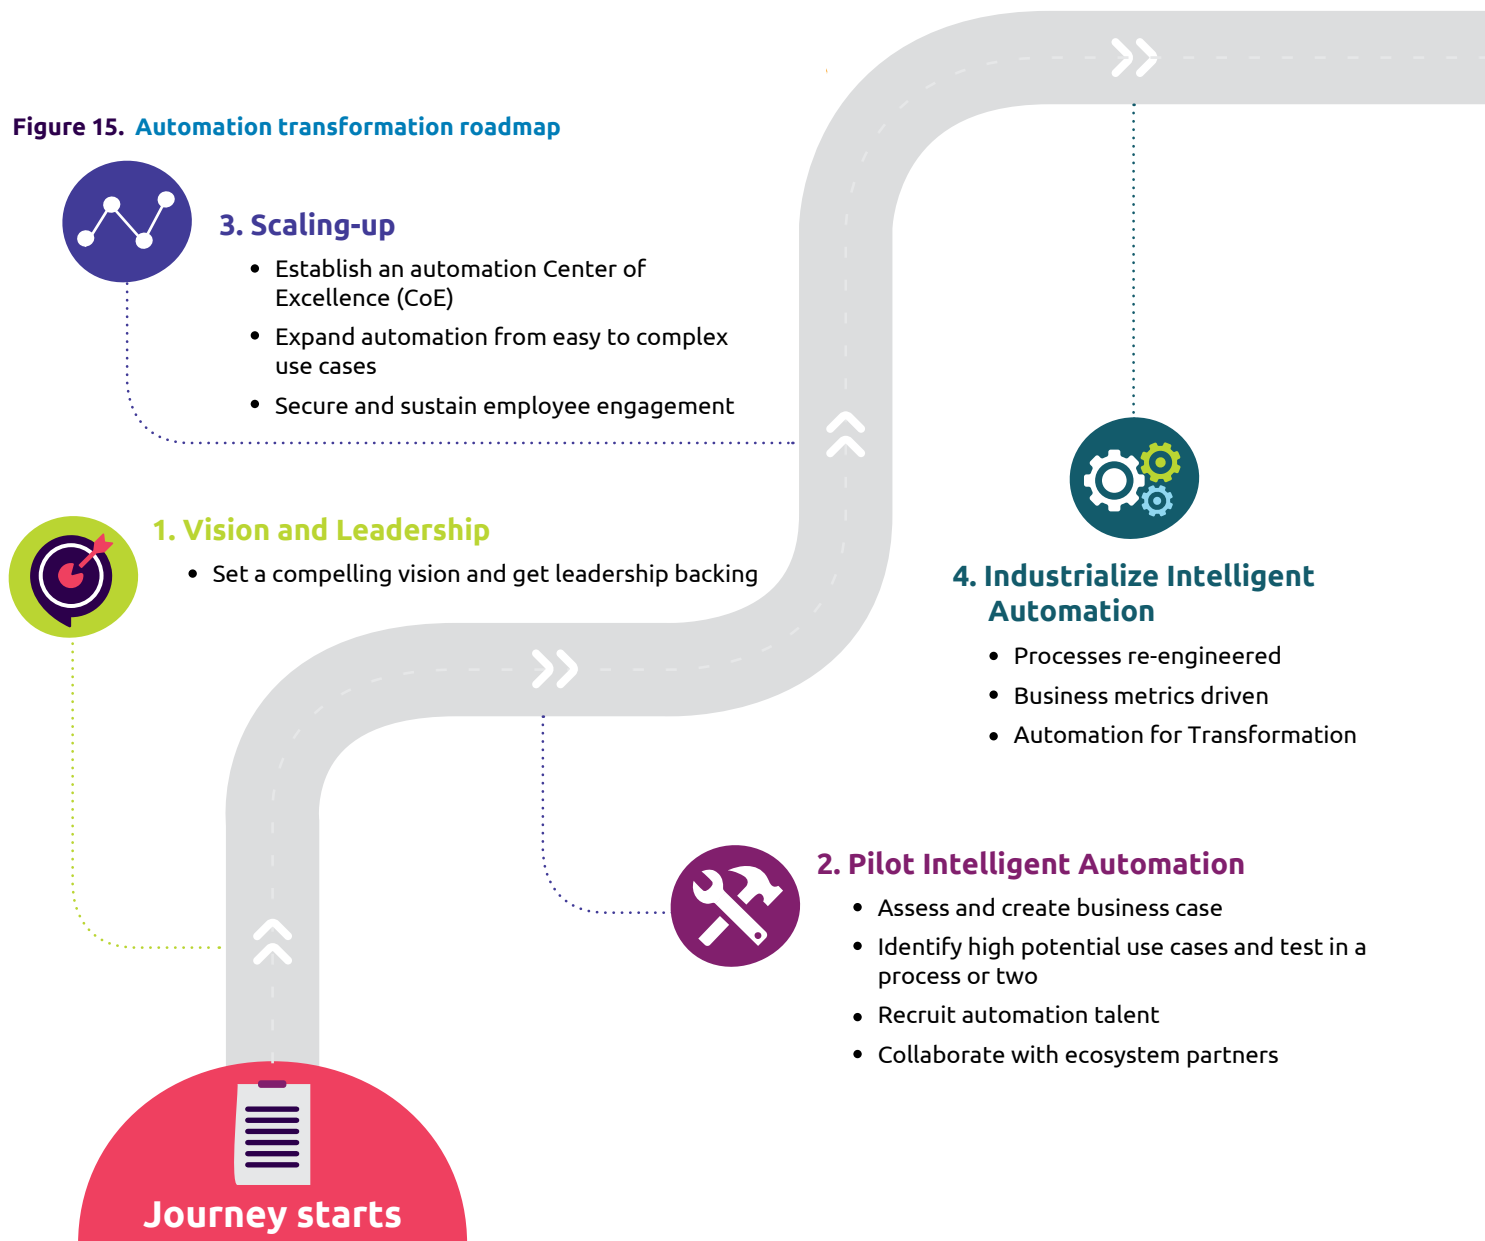 Figure 15. Automation transformation roadmap
3. Scaling-up
• Establish an automation Center of
Excellence (CoE)
• Expand automation from easy to complex
use cases
• Secure and sustain employee engagement
1. Vision and Leadership
• Set a compelling vision and get leadership backing
4. Industrialize Intelligent
Automation
• Processes re-engineered
• Business metrics driven
• Automation for Transformation
2. Pilot Intelligent Automation
• Assess and create business case
• Identify high potential use cases and test in a
process or two
• Recruit automation talent
• Collaborate with ecosystem partners
Journey starts